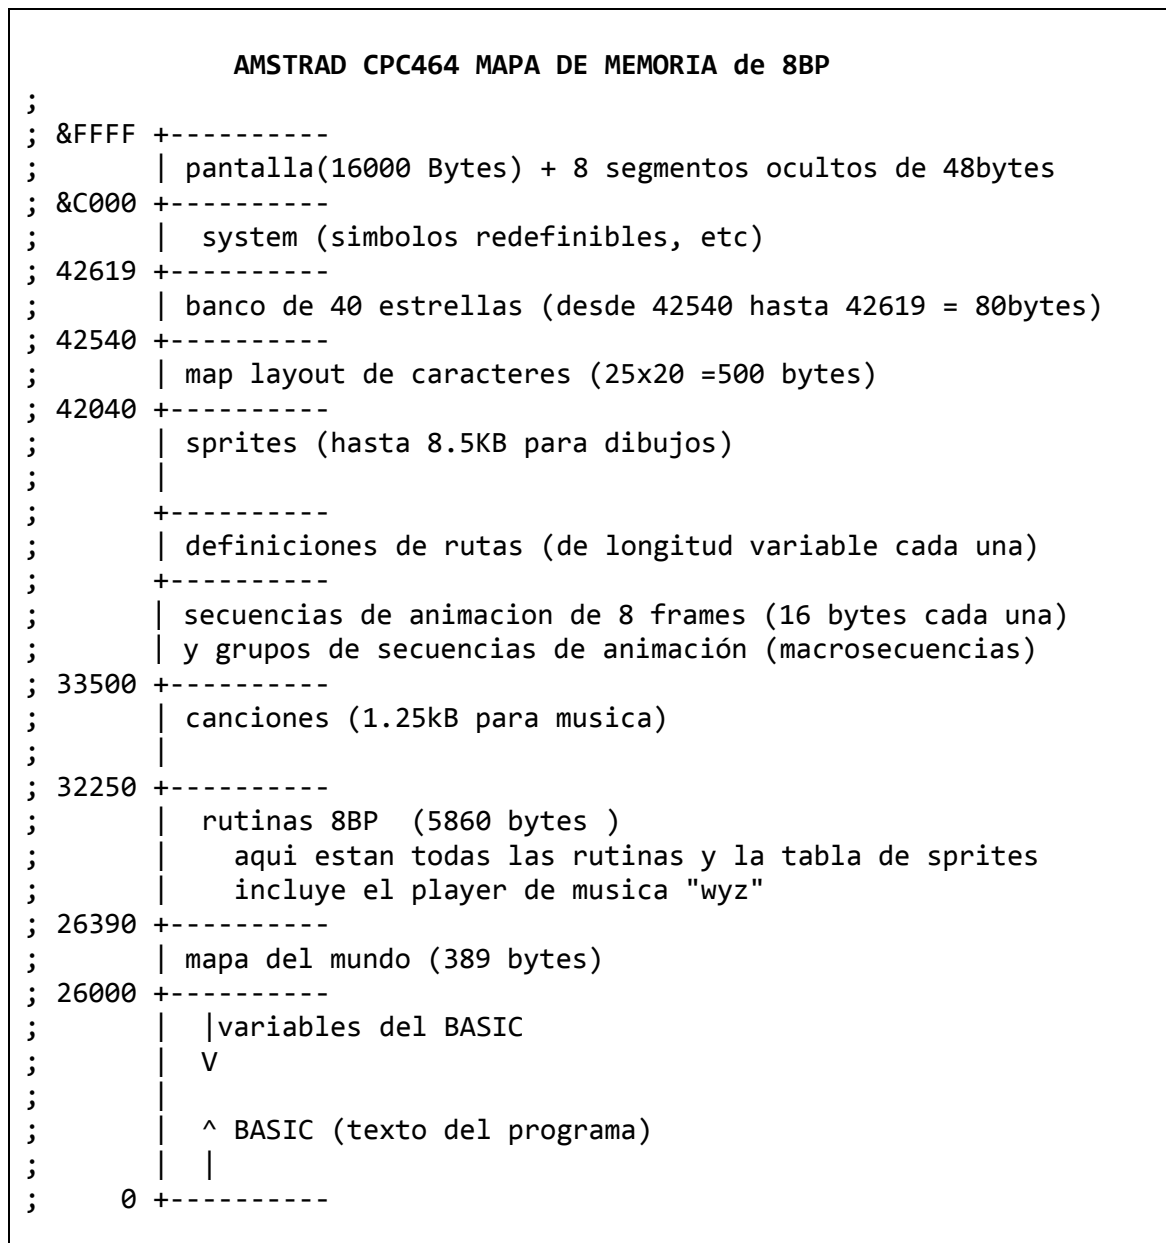 AMSTRAD CPC464 MAPA DE MEMORIA de 8BP
;
; &FFFF +----------
;       | pantalla(16000 Bytes) + 8 segmentos ocultos de 48bytes
; &C000 +----------
;       |  system (simbolos redefinibles, etc)
; 42619 +----------
;       | banco de 40 estrellas (desde 42540 hasta 42619 = 80bytes)
; 42540 +----------
;       | map layout de caracteres (25x20 =500 bytes)
; 42040 +----------
;       | sprites (hasta 8.5KB para dibujos)
;       |
;       +----------
;       | definiciones de rutas (de longitud variable cada una)
;       +----------
;       | secuencias de animacion de 8 frames (16 bytes cada una)
;       | y grupos de secuencias de animación (macrosecuencias)
; 33500 +----------
;       | canciones (1.25kB para musica)
;       |
; 32250 +----------
;       |  rutinas 8BP  (5860 bytes )
;       |    aqui estan todas las rutinas y la tabla de sprites
;       |    incluye el player de musica "wyz"
; 26390 +----------
;       | mapa del mundo (389 bytes)
; 26000 +----------
;       |  |variables del BASIC
;       |  V
;       |
;       |  ^ BASIC (texto del programa)
;       |  |
;     0 +----------